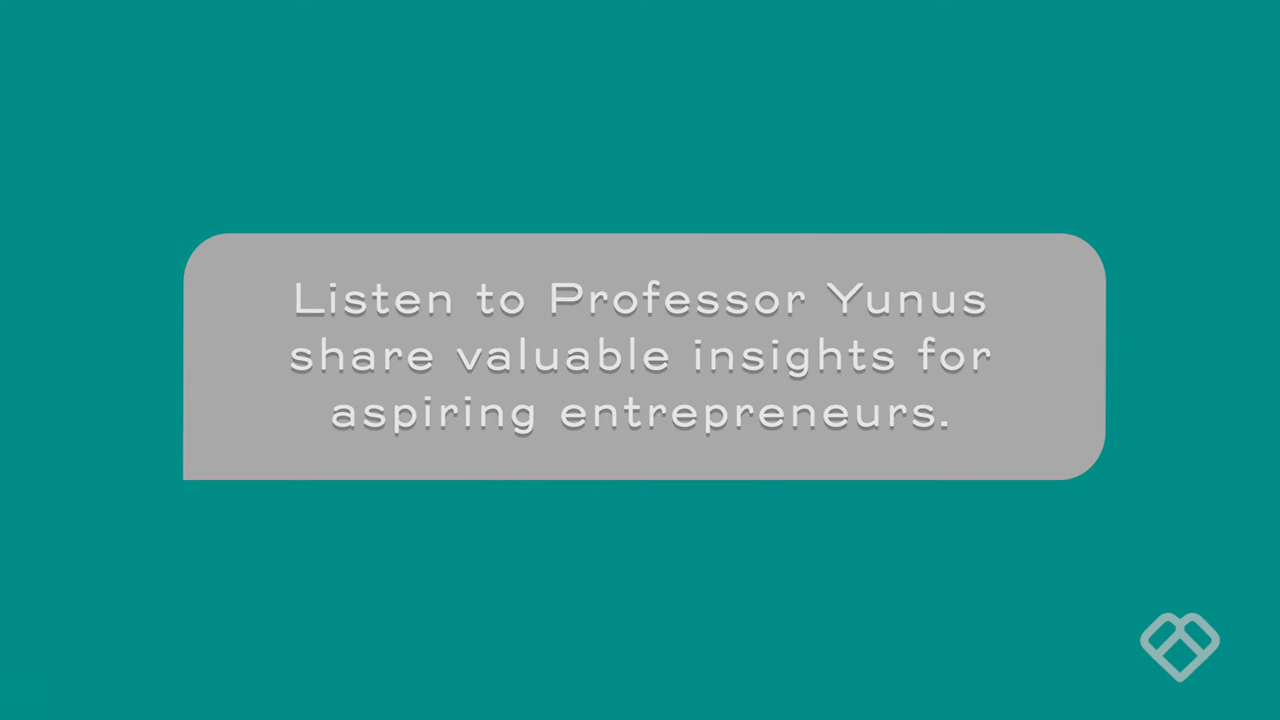 Listen to Professor Yunus
share valuable insights for
aspiring entrepreneurs.